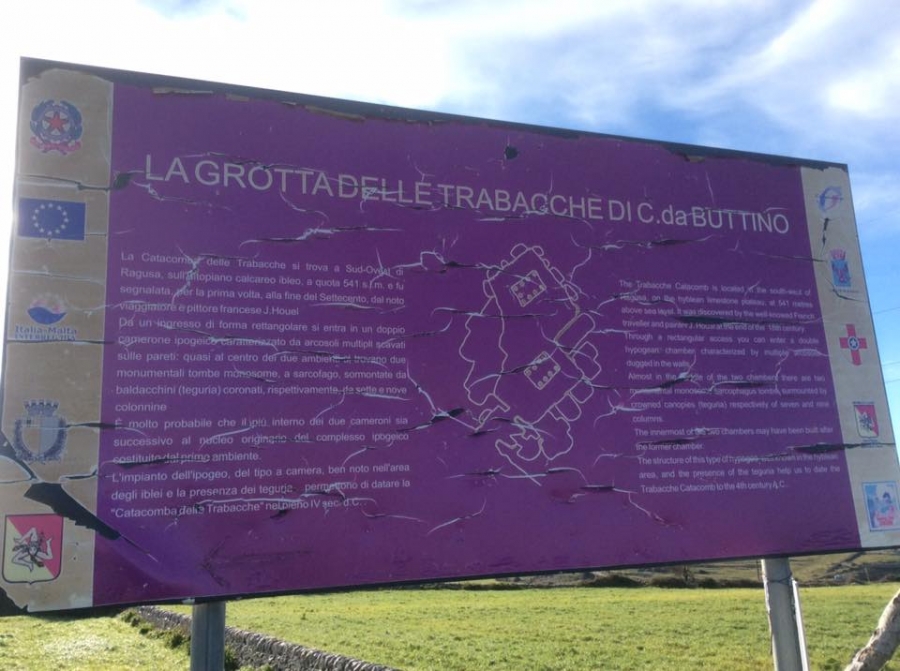 LA GROTTA DELLE TRABACCHE DI C.da BUTTINO
La Catacomba delle Trabacche si trova a Sud-Ovest di
Ragusa, sull'altopiano calcareo ibleo, a quota 541 s.l.m. e fu
segnalata, per la prima volta, alla fine del Settecento, dal noto
viaggiatore e pittore francese J.Houel
Da un ingresso di forma rettangolare si entra in un doppio
camerone ipogeico caratterizzato da arcosoli multipli scavati
sulle pareti: quasi al centro dei due ambienti si trovano due
monumentali tombe monosome, a sarcofago, sormontate da
baldacchini (teguria) coronati, rispettivamente, da sette e nove
colonnine
È molto probabile che il più interno dei due cameroni sia
successivo al nucleo originario del complesso ipogeico
costituito dal primo ambiente.
L'impianto dell'ipogeo, del tipo a camera, ben noto nell'area
degli iblei e la presenza dei teguria permettono di datare la
"Catacomba delle Trabacche" nel pieno IV sec. d.C.
The Trabacche Catacomb is located in the south-west of
Ragusa, on the hyblean limestone plateau, at 541 metres
above sea level. It was discovered by the well-knowed French
traveller and painter J. Houel at the end of the 18th century.
Through a rectangular access you can enter a double
hypogean chamber characterized by multiple
dugged in the walls.
Almost in the middle of the two chambers there are two
monumental sarcophagus tombs, surmounted by
crowned canopies (teguria) respectively of seven and nine
columns.
The innermost of the two chambers may have been built after
the former chamber.
The structure of this type of hypogeo, in the hyblean
area, and the presence of the teguria help us to date the
Trabacche Catacomb to the 4th century A.C.
Italia-Malta